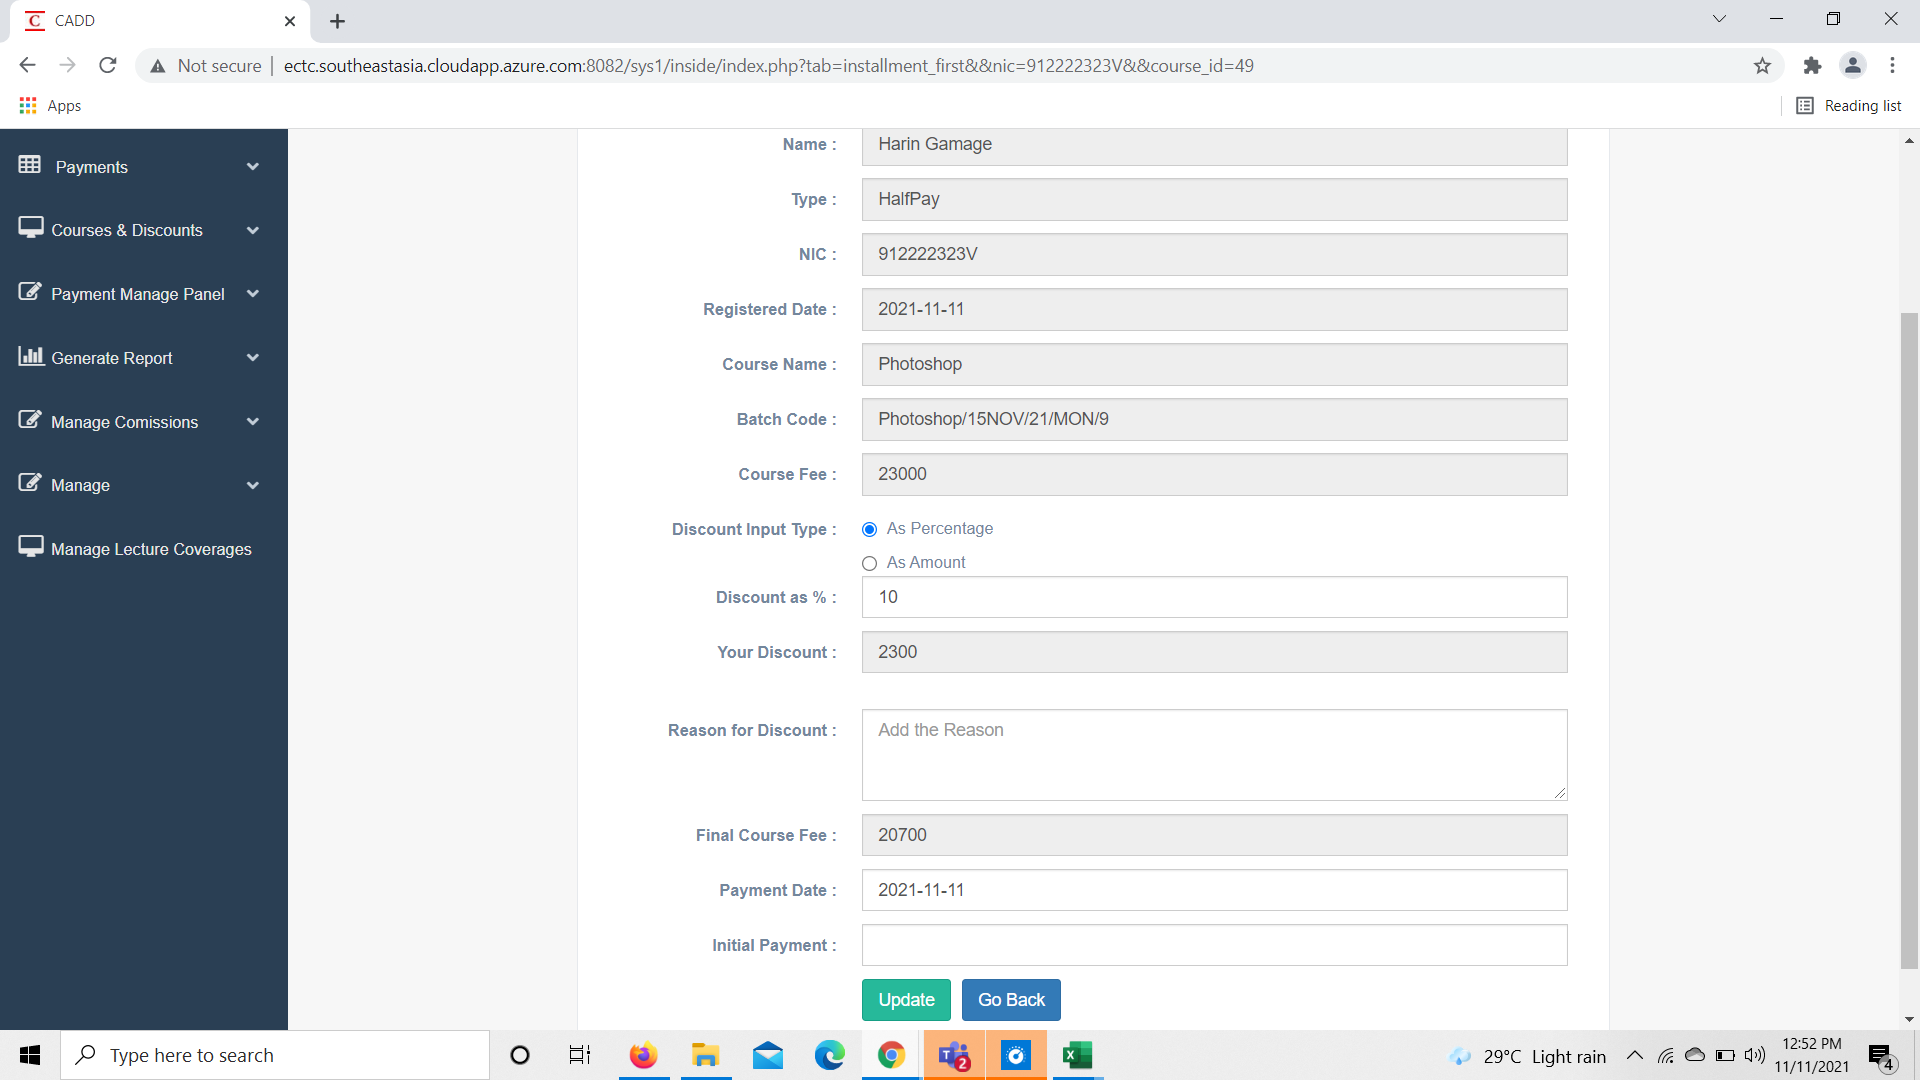 CADD
Not secure
ectc.southeastasia.cloudapp.azure.com:8082/sys1/inside/index.php?tab=installment_first&&nic=912222323V&&course_id=49
Apps
Reading list
Payments
Courses & Discounts
Payment Manage Panel
Generate Report
Manage Comissions
Manage
Manage Lecture Coverages
Name : Harin Gamage
Type : HalfPay
NIC : 912222323V
Registered Date : 2021-11-11
Course Name : Photoshop
Batch Code : Photoshop/15NOV/21/MON/9
Course Fee : 23000
Discount Input Type : As Percentage
As Amount
Discount as % : 10
Your Discount : 2300
Reason for Discount : Add the Reason
Final Course Fee : 20700
Payment Date : 2021-11-11
Initial Payment :
Update Go Back
Type here to search
2
29°C Light rain
12:52 PM
11/11/2021
4